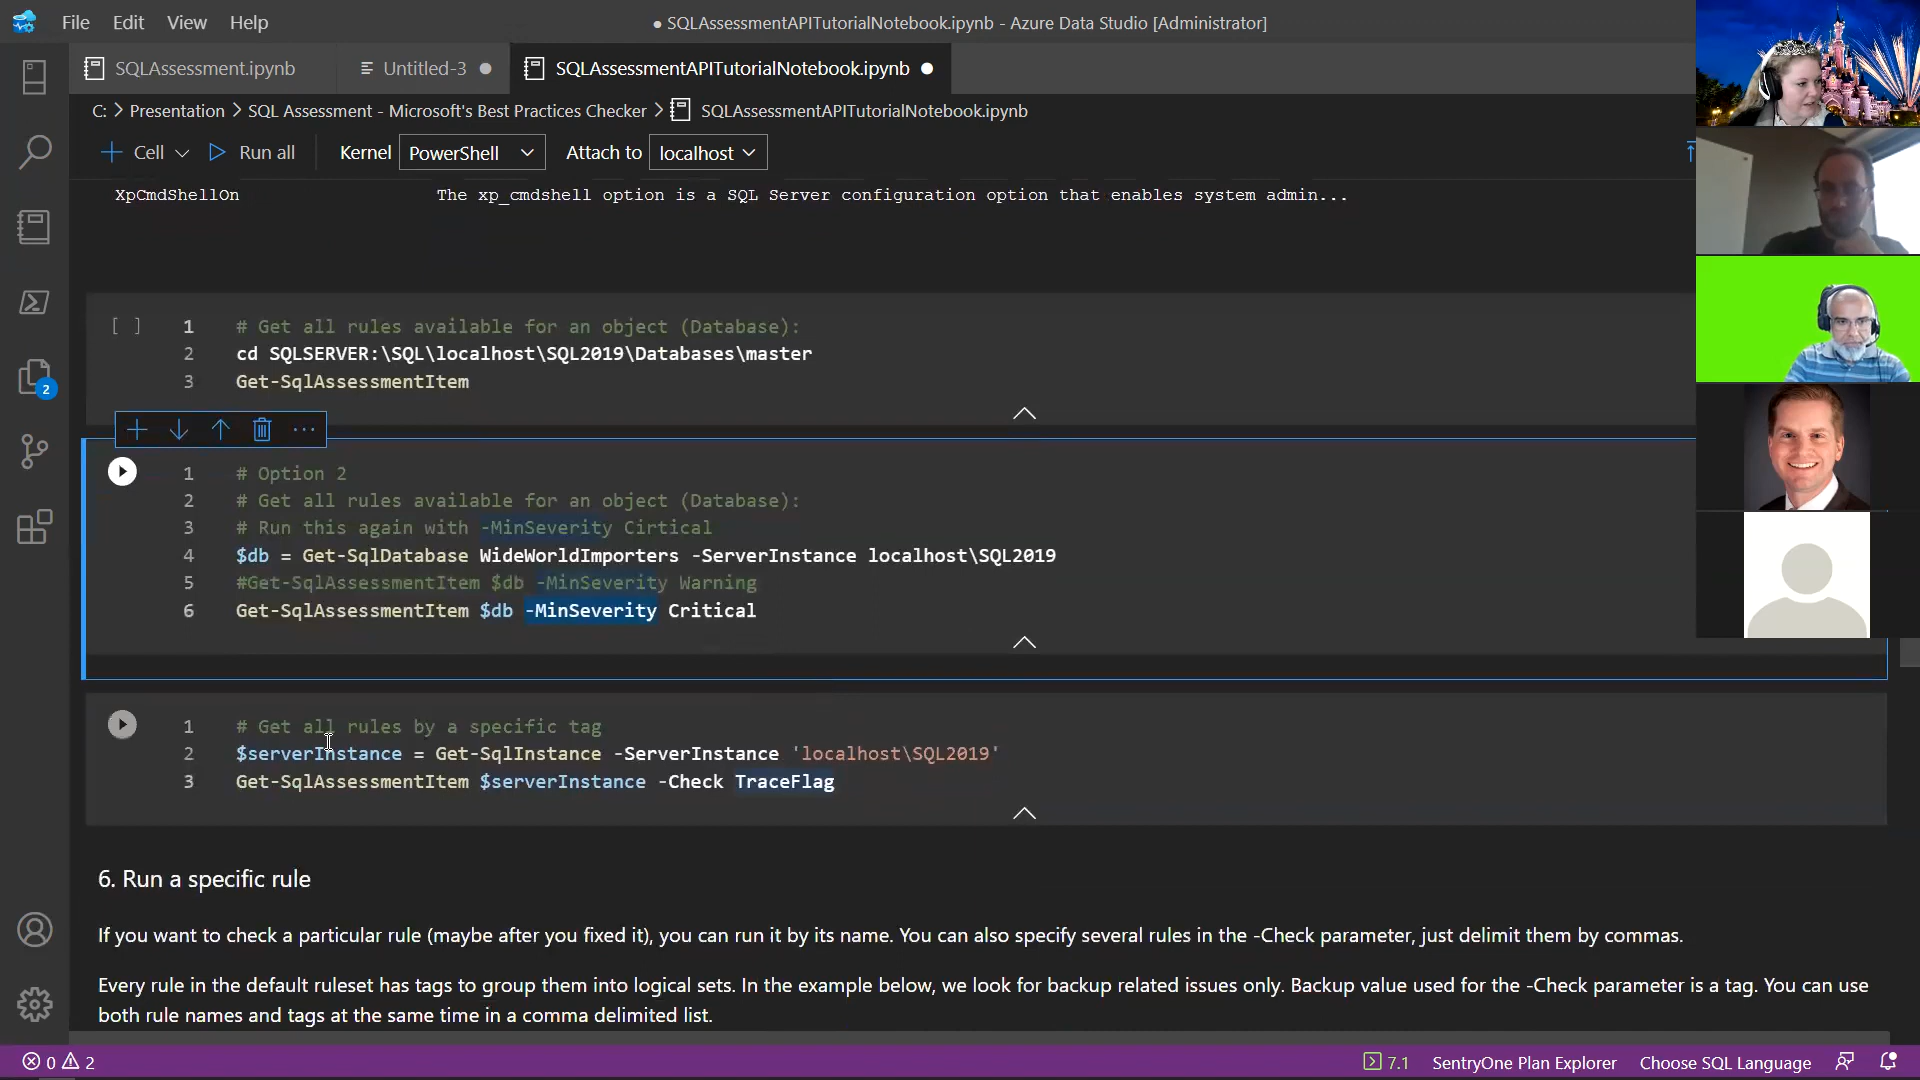 File Edit View Help
● SQLAssessmentAPITutorialNotebook.ipynb - Azure Data Studio [Administrator]
SQLAssessment.ipynb
Untitled-3 ●
SQLAssessmentAPITutorialNotebook.ipynb ●
C: > Presentation > SQL Assessment - Microsoft's Best Practices Checker > SQLAssessmentAPITutorialNotebook.ipynb
+ Cell Run all Kernel PowerShell Attach to localhost
XpCmdShellOn The xp_cmdshell option is a SQL Server configuration option that enables system admin...
[ ] 1 # Get all rules available for an object (Database):
2 cd SQLSERVER:\SQL\localhost\SQL2019\Databases\master
3 Get-SqlAssessmentItem
1 # Option 2
2 # Get all rules available for an object (Database):
3 # Run this again with -MinSeverity Cirtical
4 $db = Get-SqlDatabase WideWorldImporters -ServerInstance localhost\SQL2019
5 #Get-SqlAssessmentItem $db -MinSeverity Warning
6 Get-SqlAssessmentItem $db -MinSeverity Critical
1 # Get all rules by a specific tag
2 $serverInstance = Get-SqlInstance -ServerInstance 'localhost\SQL2019'
3 Get-SqlAssessmentItem $serverInstance -Check TraceFlag
6. Run a specific rule
If you want to check a particular rule (maybe after you fixed it), you can run it by its name. You can also specify several rules in the -Check parameter, just delimit them by commas.
Every rule in the default ruleset has tags to group them into logical sets. In the example below, we look for backup related issues only. Backup value used for the -Check parameter is a tag. You can use
both rule names and tags at the same time in a comma delimited list.
2
0 2
7.1 SentryOne Plan Explorer Choose SQL Language